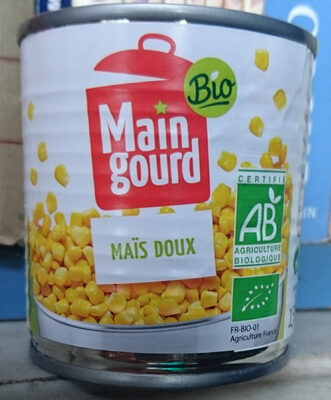 Bio
Main
gourd
MAÏS DOUX
CERTIFIÉ
AB
AGRICULTURE
BIOLOGIQUE
FR-BIO-01
Agriculture France